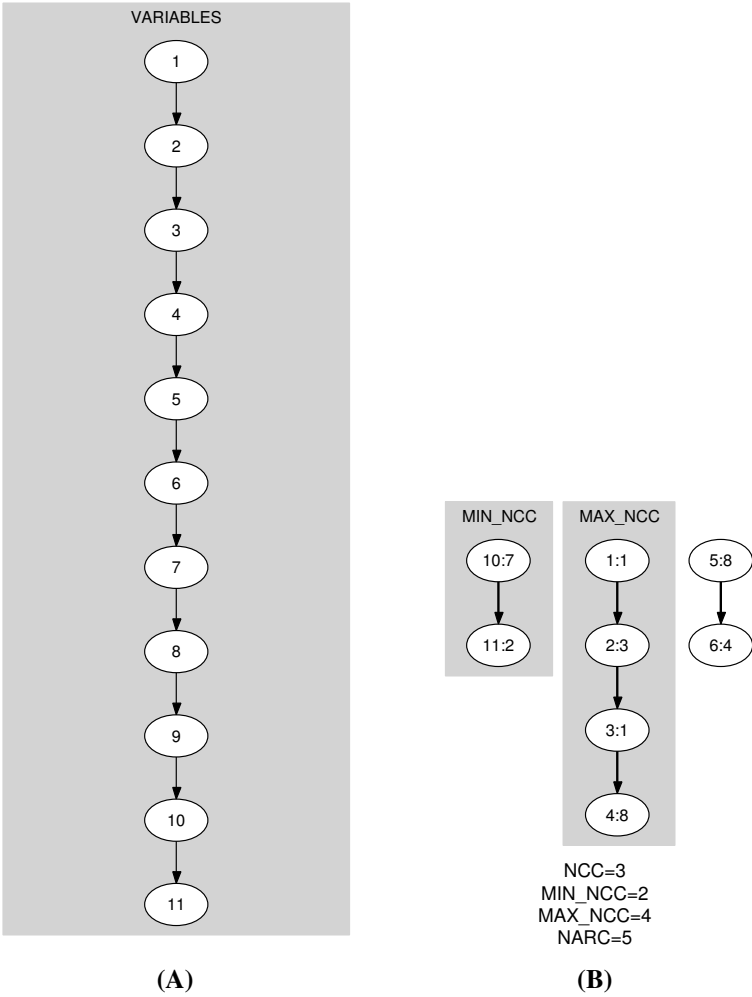 VARIABLES
1
2
3
4
5
6
7
8
9
10
11
(A)
MIN_NCC
10:7
11:2
MAX_NCC
1:1
2:3
3:1
4:8
5:8
6:4
NCC=3
MIN_NCC=2
MAX_NCC=4
NARC=5
(B)